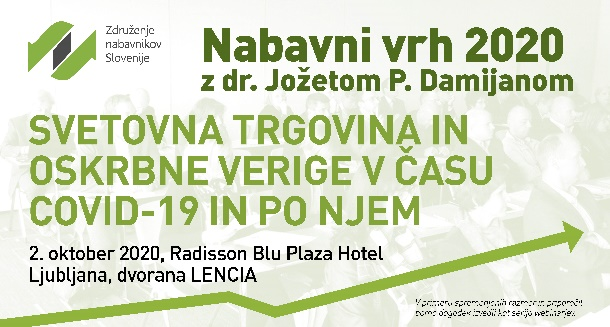 Združenje
nabavnikov
Slovenije
Nabavni vrh 2020
z dr. Jožetom P. Damijanom
SVETOVNA TRGOVINA IN
OSKRBNE VERIGE V ČASU
COVID-19 IN PO NJEM
2. oktober 2020, Radisson Blu Plaza Hotel
Ljubljana, dvorana LENCIA
V primeru spremenjenih razmer in priporočil
bomo dogodek izvedli kot serijo webinarjev.